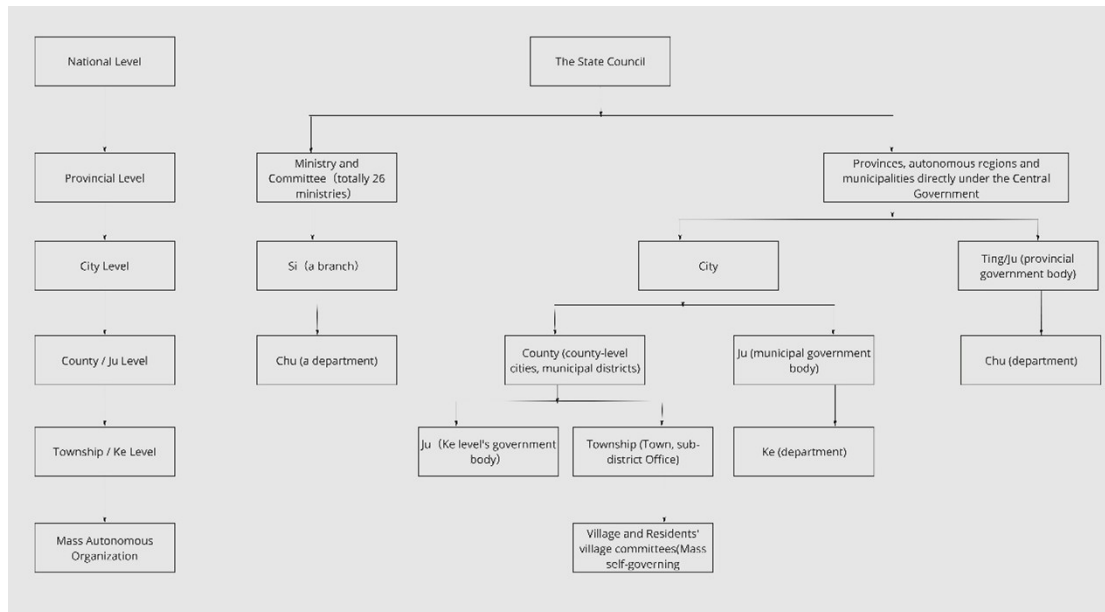 National Level
The State Council
Provincial Level
Ministry and
Committee（totally 26
ministries）
Provinces, autonomous regions and
municipalities directly under the Central
Government
City Level
Si（a branch）
City
Ting/Ju (provincial
government body)
County / Ju Level
Chu (a department)
County (county-level
cities, municipal districts)
Ju (municipal government
body)
Chu (department)
Township / Ke Level
Ju（Ke level's government
body）
Township (Town, sub-
district Office)
Ke (department)
Mass Autonomous
Organization
Village and Residents'
village committees(Mass
self-governing